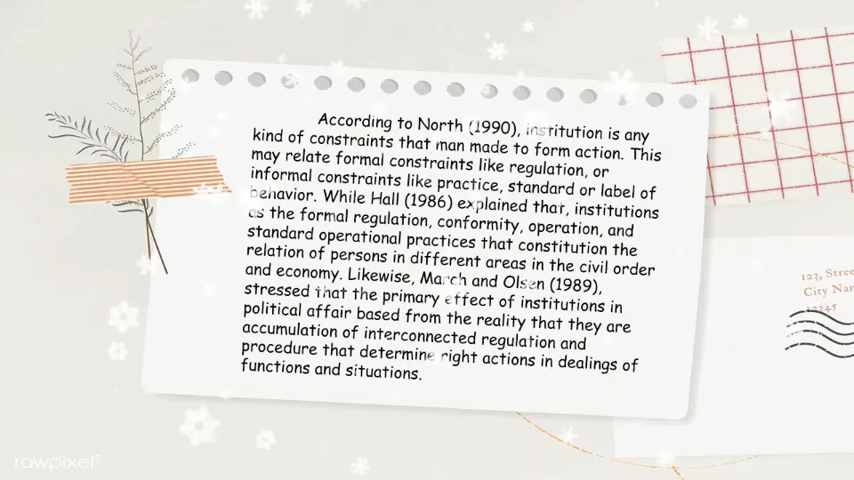 According to North (1990), institution is any
kind of constraints that man made to form action. This
may relate formal constraints like regulation, or
informal constraints like practice, standard or label of
behavior. While Hall (1986) explained that, institutions
as the formal regulation, conformity, operation, and
standard operational practices that constitution the
relation of persons in different areas in the civil order
and economy. Likewise, March and Olsen (1989),
stressed that the primary effect of institutions in
political affair based from the reality that they are
accumulation of interconnected regulation and
procedure that determine right actions in dealings of
functions and situations.
123, Stree
City Nam
12345
rawpixel